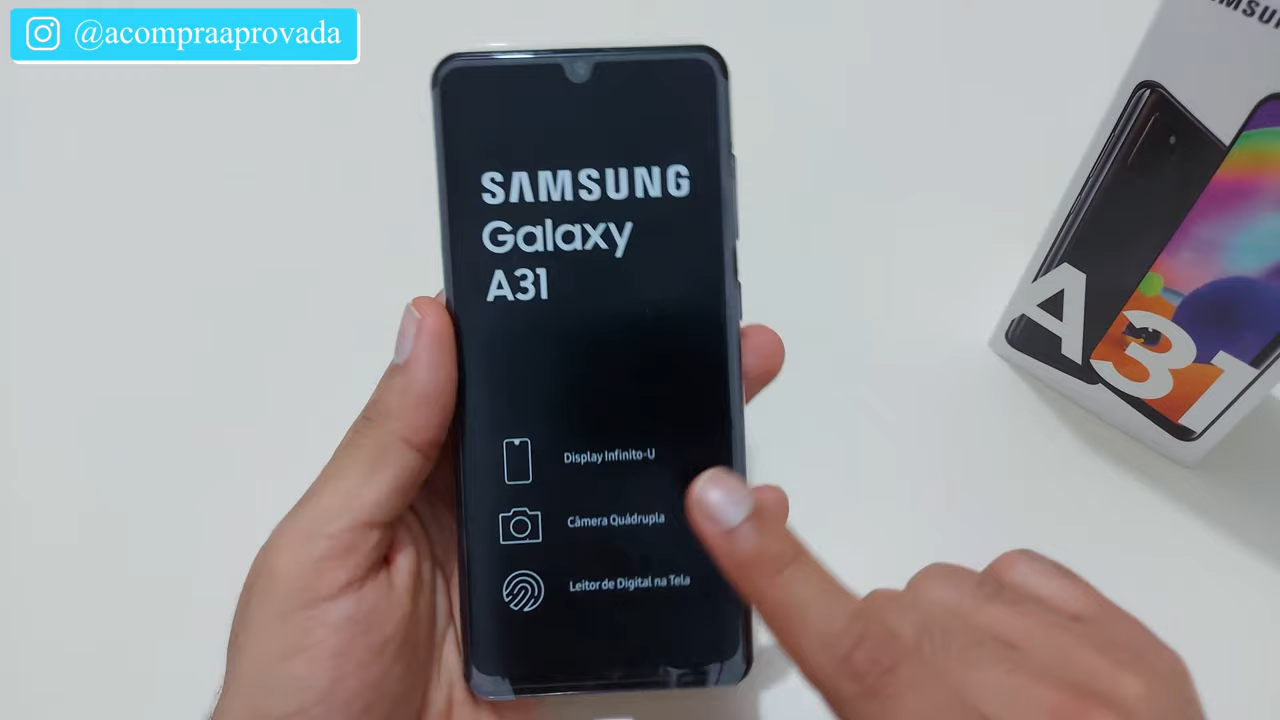 @acompraaprovada
SAMSUNG
Galaxy
A31
Display Infinito-U
Câmera Quádrupla
Leitor de Digital na Tela
A31